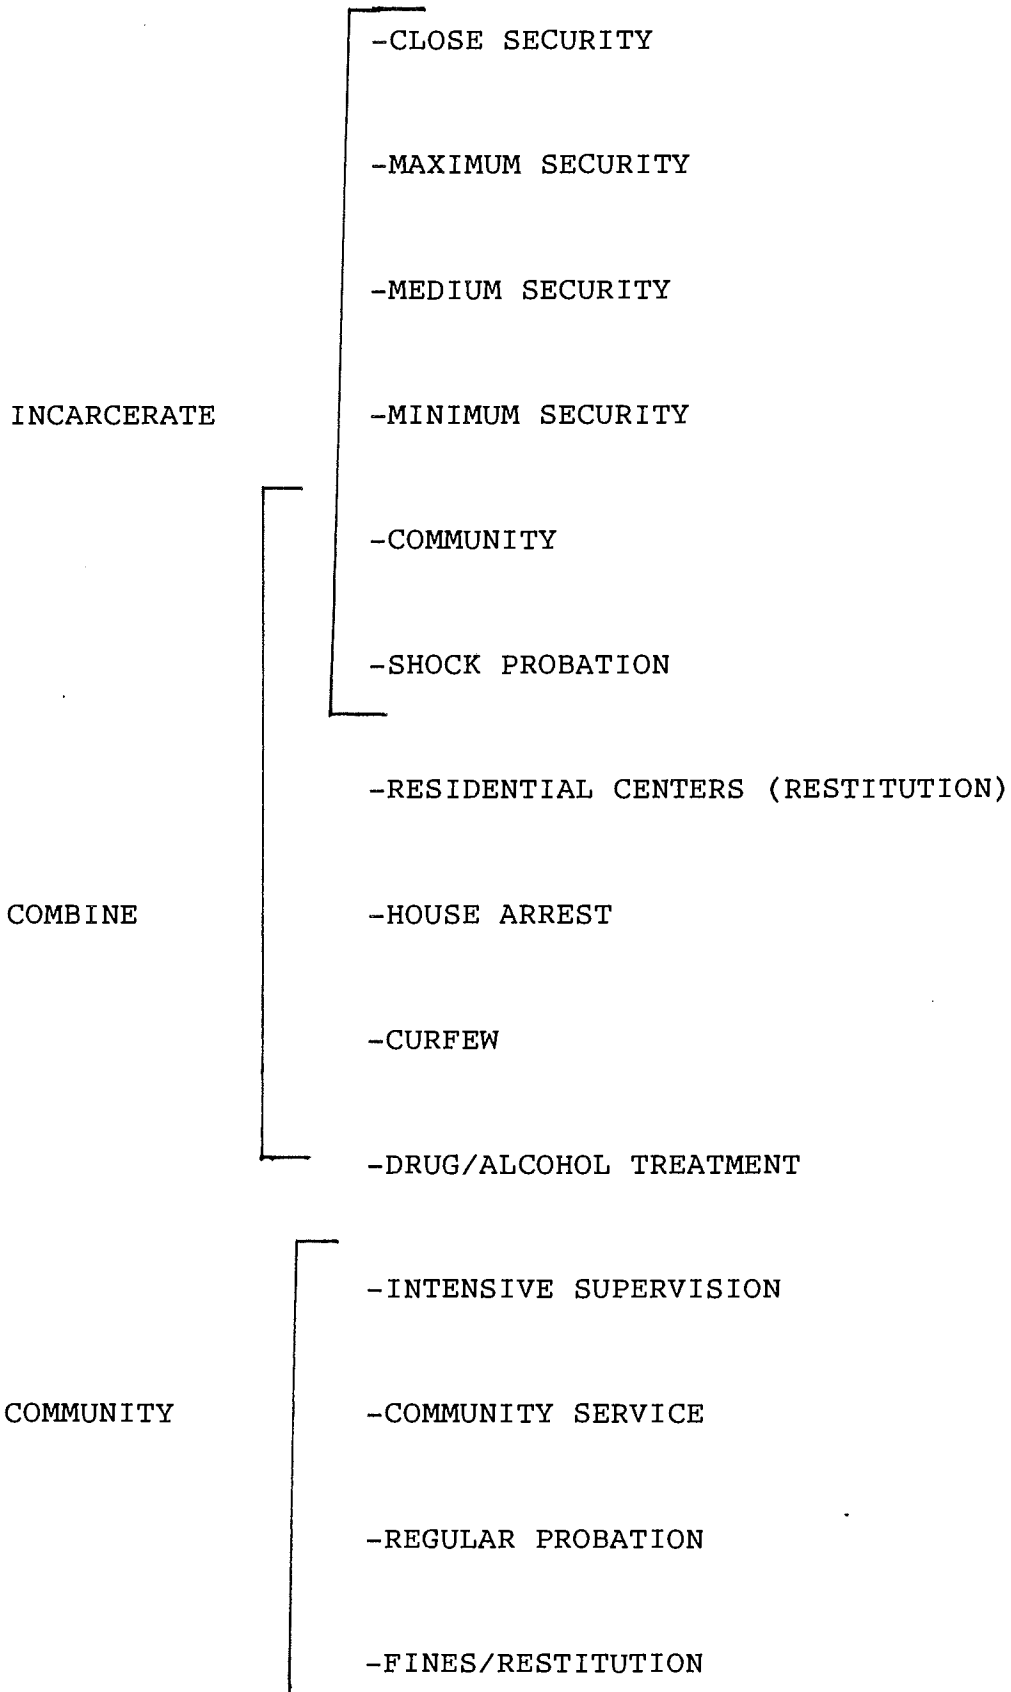 -CLOSE SECURITY
-MAXIMUM SECURITY
-MEDIUM SECURITY
INCARCERATE -MINIMUM SECURITY
-COMMUNITY
-SHOCK PROBATION
-RESIDENTIAL CENTERS (RESTITUTION)
COMBINE -HOUSE ARREST
-CURFEW
-DRUG/ALCOHOL TREATMENT
-INTENSIVE SUPERVISION
COMMUNITY -COMMUNITY SERVICE
-REGULAR PROBATION
-FINES/RESTITUTION